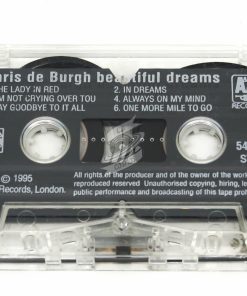 ris de Burgh beautiful dreams
HE LADY IN RED
M NOT CRYING OVER YOU
AY GOODBYE TO IT ALL
2. IN DREAMS
4. ALWAYS ON MY MIND
6. ONE MORE MILE TO GO
A
54
S
© 1995
Records, London.
All rights of the producer and of the owner of the work
reproduced reserved Unauthorised copying, hiring, le
public performance and broadcasting of this tape prohi